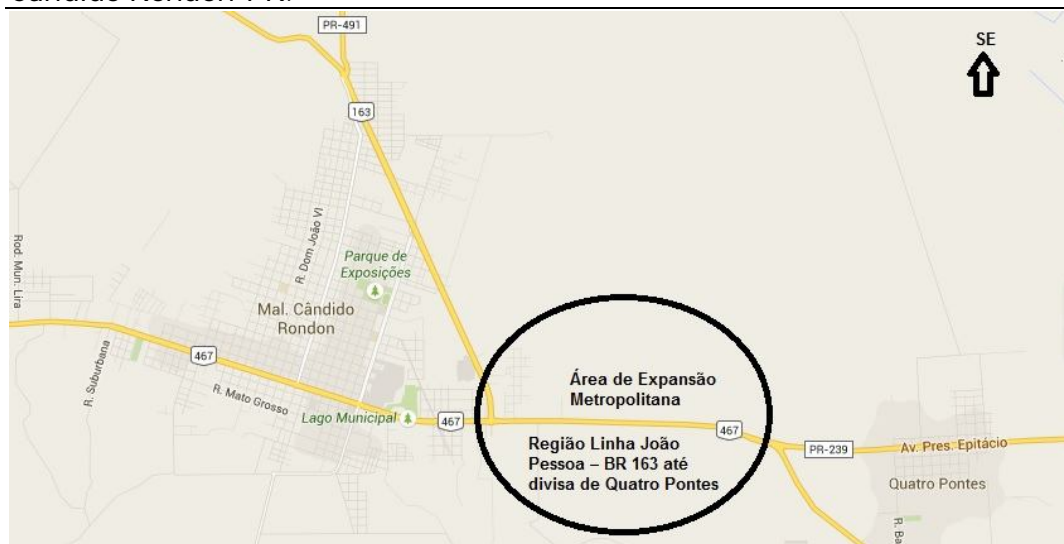 PR-491
SE
163
R. Dom João VI
Rod. Mun. Lira
Parque de
Exposições
Mal. Cândido
Rondon
467
R. Suburbana
R. Mato Grosso
Lago Municipal
467
Área de Expansão
Metropolitana
467
Região Linha João
Pessoa – BR 163 até
divisa de Quatro Pontes
PR-239
Av. Pres. Epitácio
Quatro Pontes
R. Ba